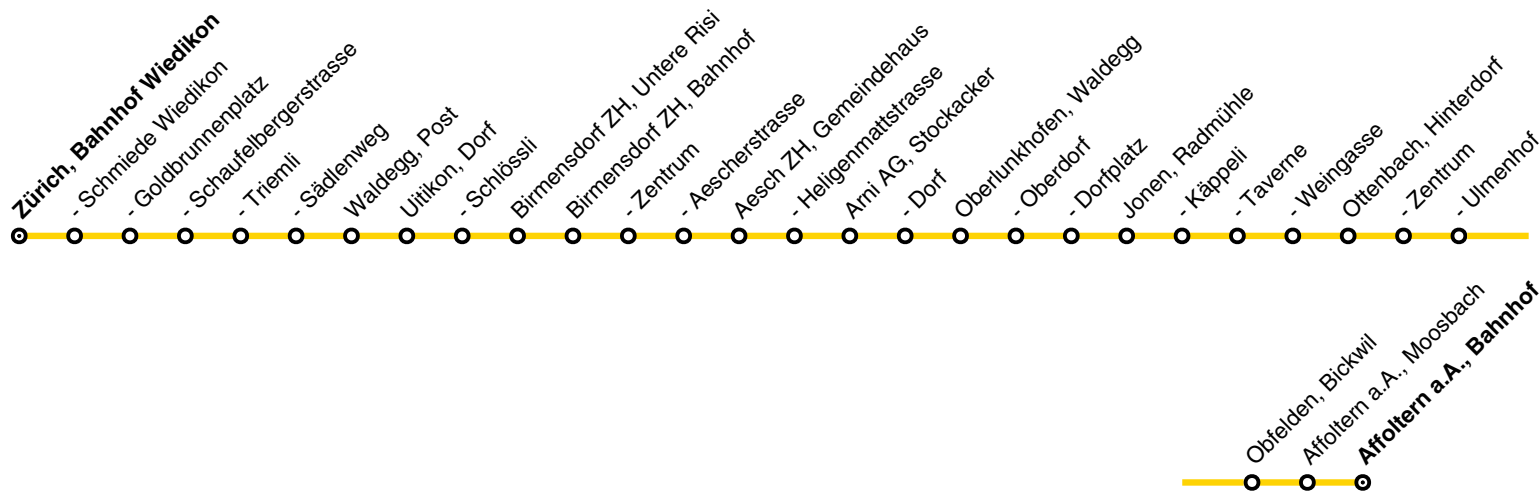 Zürich, Bahnhof Wiedikon
- Schmiede Wiedikon
- Goldbrunnenplatz
- Schaufelbergerstrasse
- Triemli
- Sädlenweg
Waldegg, Post
Uitikon, Dorf
- Schlössli
Birmensdorf ZH, Untere Risi
Birmensdorf ZH, Bahnhof
- Zentrum
- Aescherstrasse
Aesch ZH, Gemeindehaus
- Heligenmattstrasse
Arni AG, Stockacker
- Dorf
Oberlunkhofen, Waldegg
- Oberdorf
- Dorfplatz
Jonen, Radmühle
- Käppeli
- Taverne
- Weingasse
Ottenbach, Hinterdorf
- Zentrum
- Ulmenhof
Obfelden, Bickwil
Affoltern a.A., Moosbach
Affoltern a.A., Bahnhof